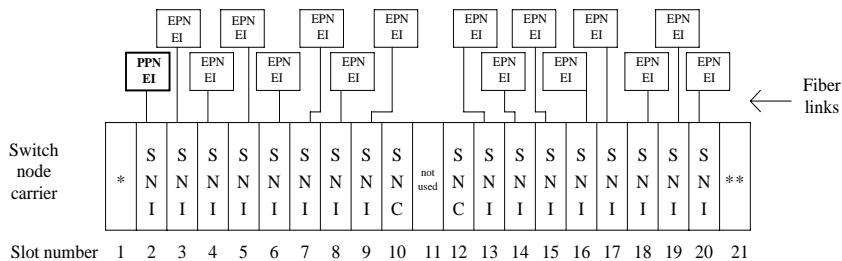 EPN EPN EPN EPN EPN EPN EPN EPN
EI EI EI EI EI EI EI EI
PPN EPN EPN EPN EPN EPN EPN EPN
EI EI EI EI EI EI EI EI
Fiber
links
Switch
node
carrier
S S S S S S S S S S S S S S S S S S
* N N N N N N N N N not used N N N N N N N N N **
I I I I I I I I C C I I I I I I I I
Slot number 1 2 3 4 5 6 7 8 9 10 11 12 13 14 15 16 17 18 19 20 21